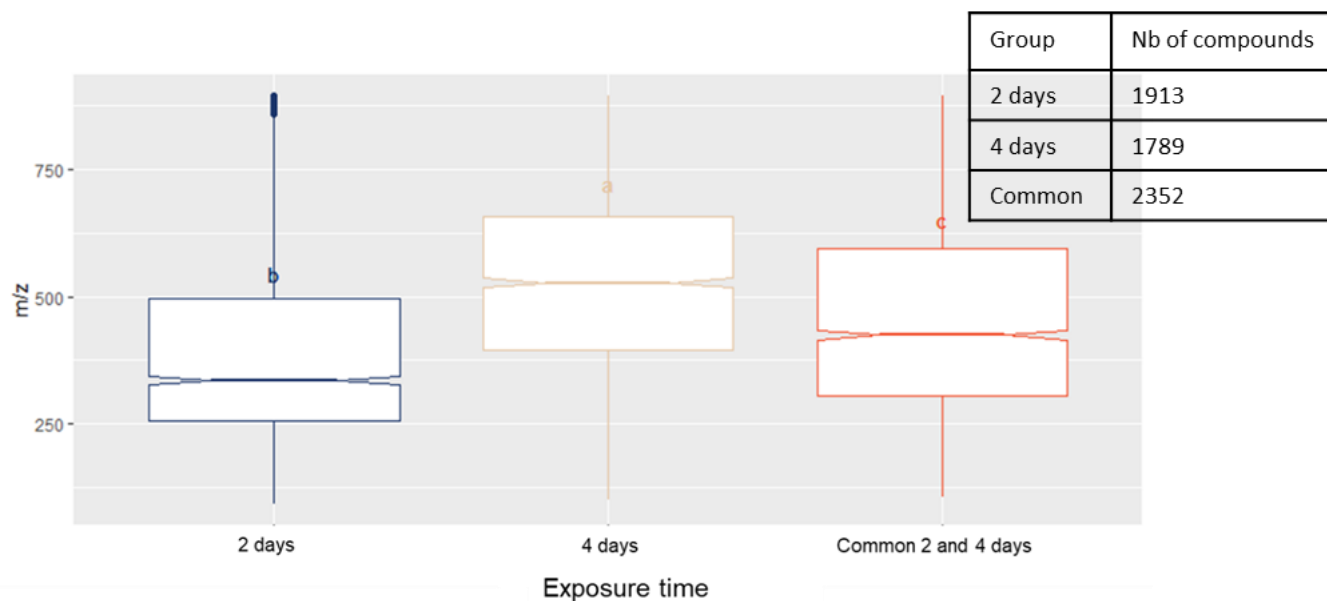 Group Nb of compounds
2 days 1913
4 days 1789
Common 2352
m/z
750
500
250
b
a
c
2 days 4 days Common 2 and 4 days
Exposure time